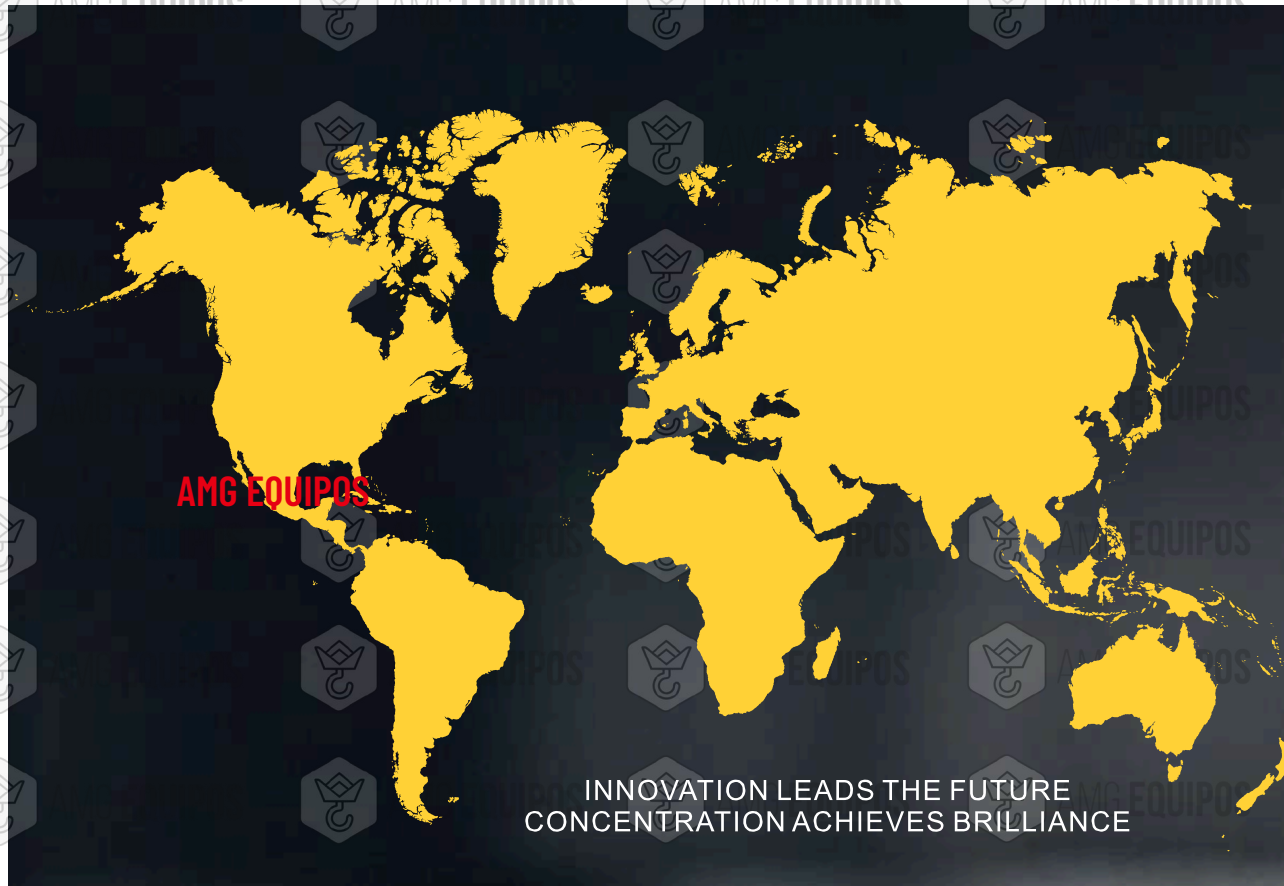 AMG EQUIPOS
INNOVATION LEADS THE FUTURE
CONCENTRATION ACHIEVES BRILLIANCE